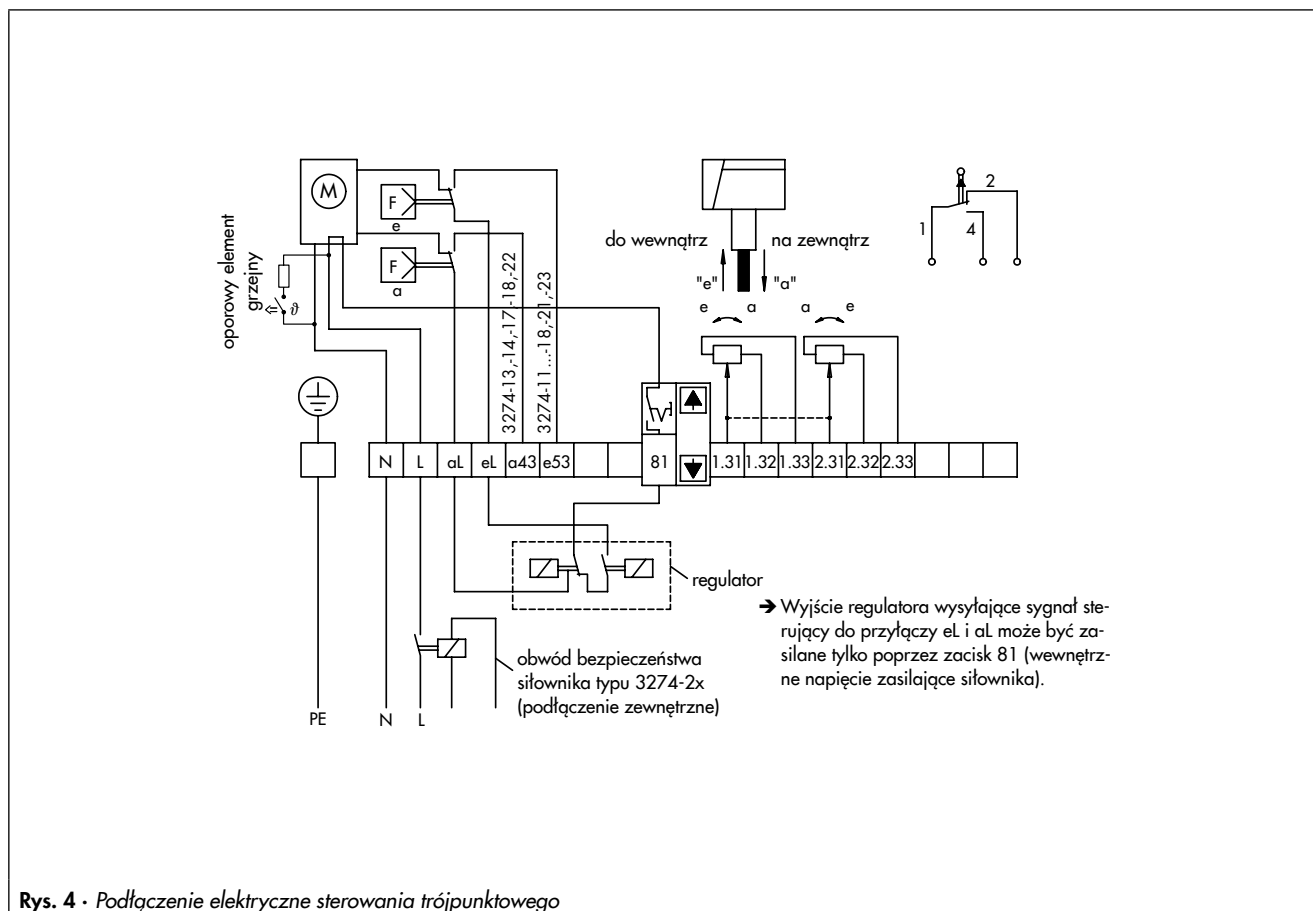 M
F
e
F
a
oporowy element
grzejny
ϑ
3274-13,-14,-17,-18,-22
3274-11...-18,-21,-23
do wewnątrz
na zewnątrz
"e"
"a"
e
a
a
e
1
2
4
N
L
aL
eL
a43
e53
81
1.31
1.32
1.33
2.31
2.32
2.33
regulator
obwód bezpieczeństwa
siłownika typu 3274-2x
(podłączenie zewnętrzne)
➔ Wyjście regulatora wysyłające sygnał ste-
rujący do przyłączy eL i aL może być za-
silane tylko poprzez zacisk 81 (wewnętrz-
ne napięcie zasilające siłownika).
PE
N
L
Rys. 4 · Podłączenie elektryczne sterowania trójpunktowego